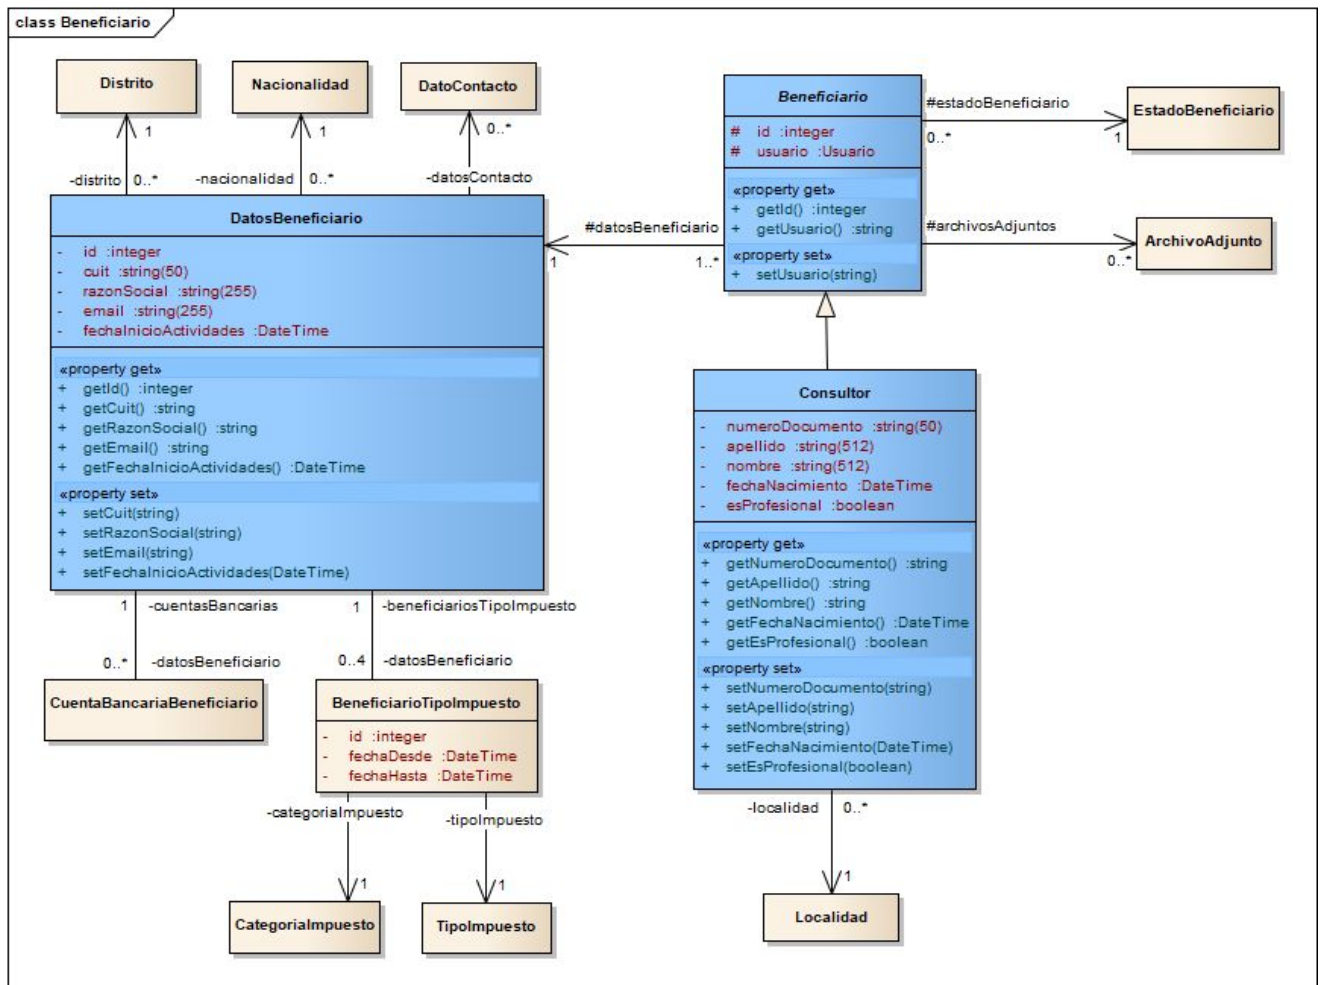 class Beneficiario
Distrito
Nacionalidad
DatoContacto
1
1
0..*
-distrito
0..*
-nacionalidad
0..*
-datosContacto
DatosBeneficiario
- id :integer
- cuit :string(50)
- razonSocial :string(255)
- email :string(255)
- fechaInicioActividades :DateTime
«property get»
+ getId() :integer
+ getCuit() :string
+ getRazonSocial() :string
+ getEmail() :string
+ getFechaInicioActividades() :DateTime
«property set»
+ setCuit(string)
+ setRazonSocial(string)
+ setEmail(string)
+ setFechaInicioActividades(DateTime)
#datosBeneficiario
1
1..*
Beneficiario
# id :integer
# usuario :Usuario
«property get»
+ getId() :integer
+ getUsuario() :string
«property set»
+ setUsuario(string)
#estadoBeneficiario
0..*
1
EstadoBeneficiario
#archivosAdjuntos
0..*
ArchivoAdjunto
Consultor
- numeroDocumento :string(50)
- apellido :string(512)
- nombre :string(512)
- fechaNacimiento :DateTime
- esProfesional :boolean
«property get»
+ getNumeroDocumento() :string
+ getApellido() :string
+ getNombre() :string
+ getFechaNacimiento() :DateTime
+ getEsProfesional() :boolean
«property set»
+ setNumeroDocumento(string)
+ setApellido(string)
+ setNombre(string)
+ setFechaNacimiento(DateTime)
+ setEsProfesional(boolean)
-localidad
0..*
1
Localidad
1
-cuentasBancarias
0..*
-datosBeneficiario
CuentaBancariaBeneficiario
1
-beneficiariosTipoImpuesto
0..4
-datosBeneficiario
BeneficiarioTipoImpuesto
- id :integer
- fechaDesde :DateTime
- fechaHasta :DateTime
-categoriaImpuesto
-tipoImpuesto
1
1
CategoriaImpuesto
TipoImpuesto